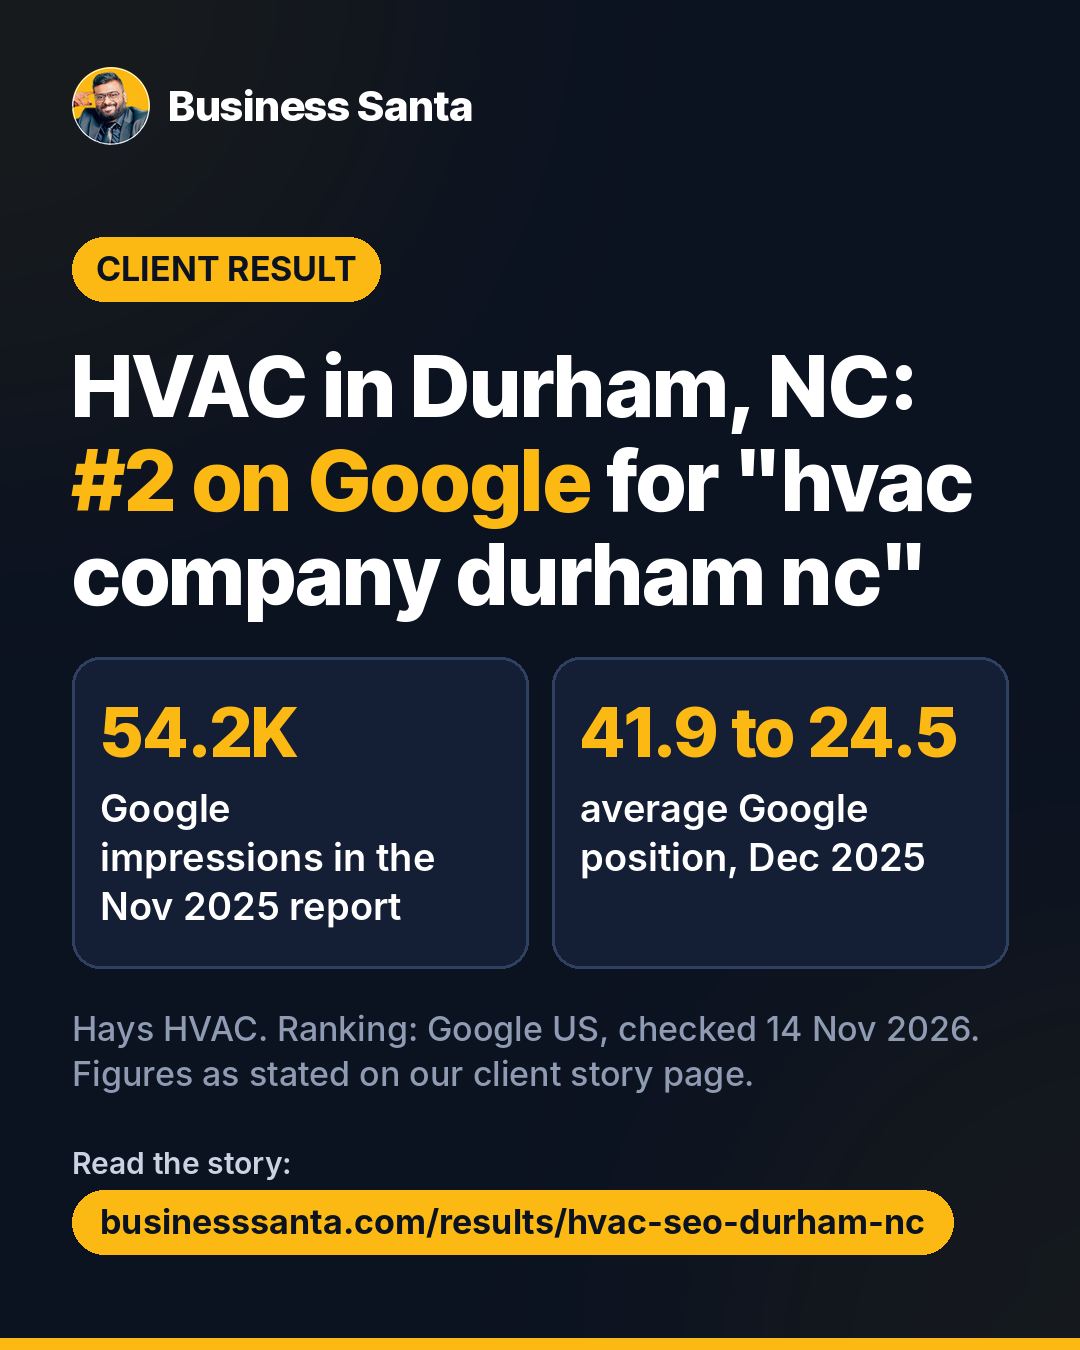 Business Santa
CLIENT RESULT
HVAC in Durham, NC:
#2 on Google for "hvac
company durham nc"
54.2K
Google
impressions in the
Nov 2025 report
41.9 to 24.5
average Google
position, Dec 2025
Hays HVAC. Ranking: Google US, checked 14 Nov 2026.
Figures as stated on our client story page.
Read the story:
businesssanta.com/results/hvac-seo-durham-nc